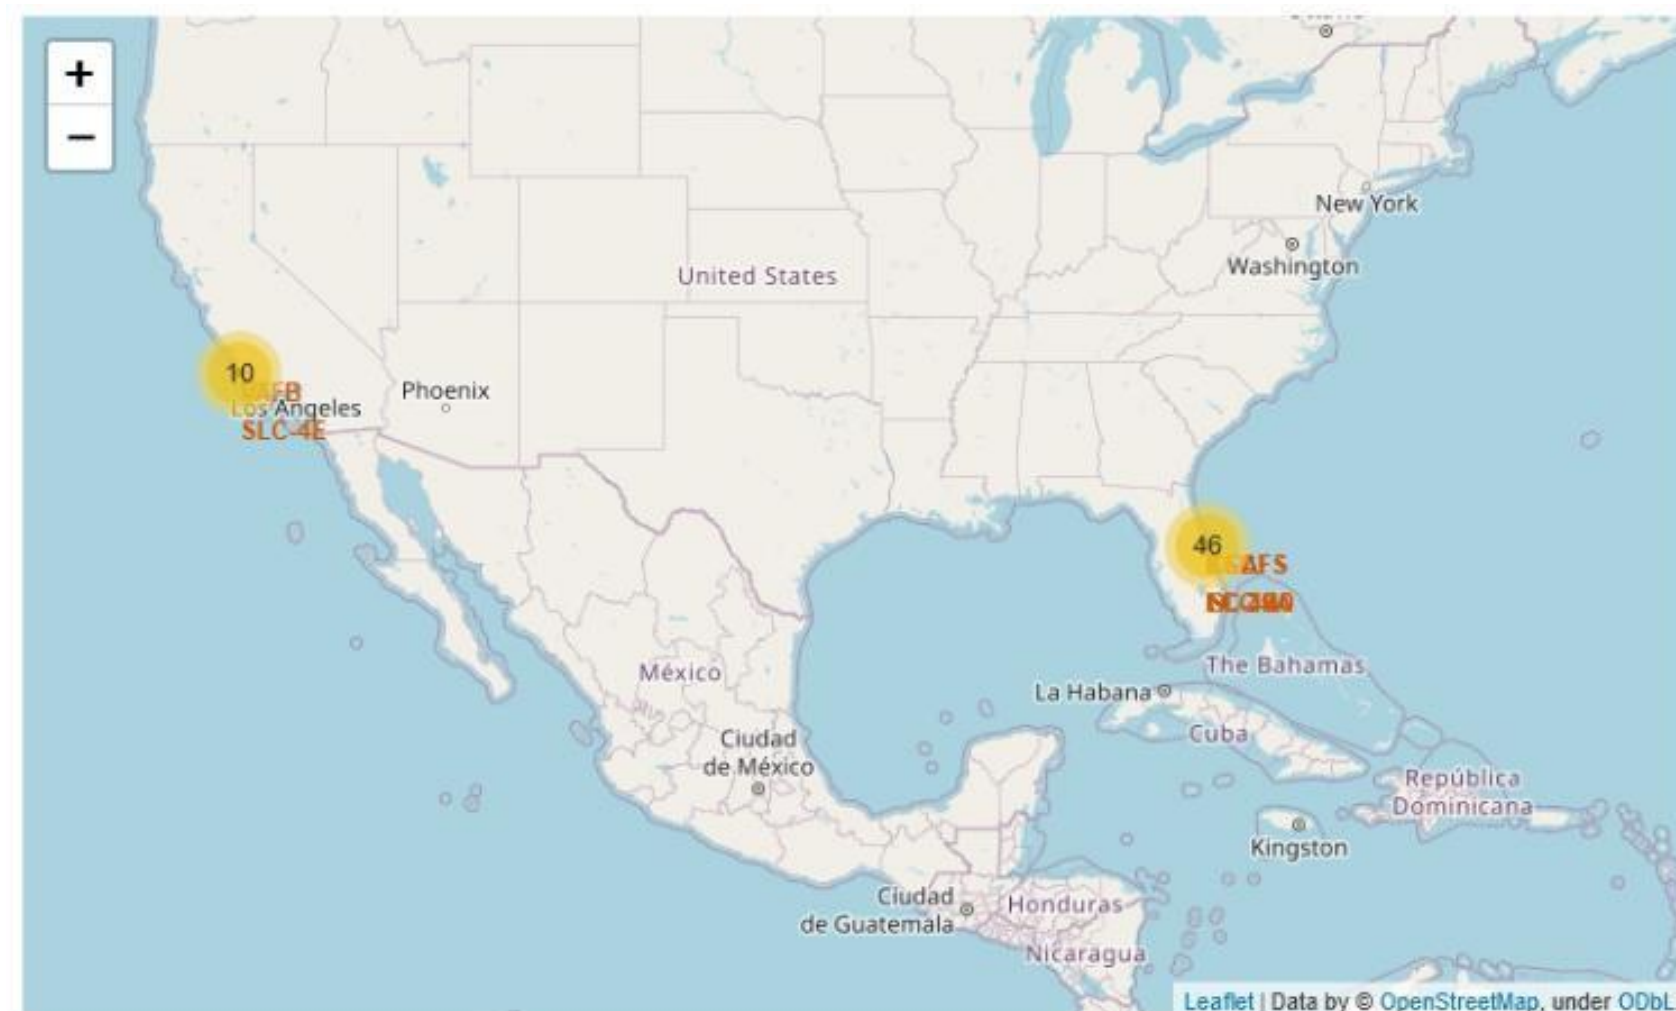 +
−
New York
Washington
United States
10
Phoenix
Los Angeles
SLC-4E
46
México
The Bahamas
La Habana
Cuba
Ciudad
de México
República
Dominicana
Kingston
Ciudad
de Guatemala
Honduras
Nicaragua
Leaflet | Data by © OpenStreetMap, under ODbL